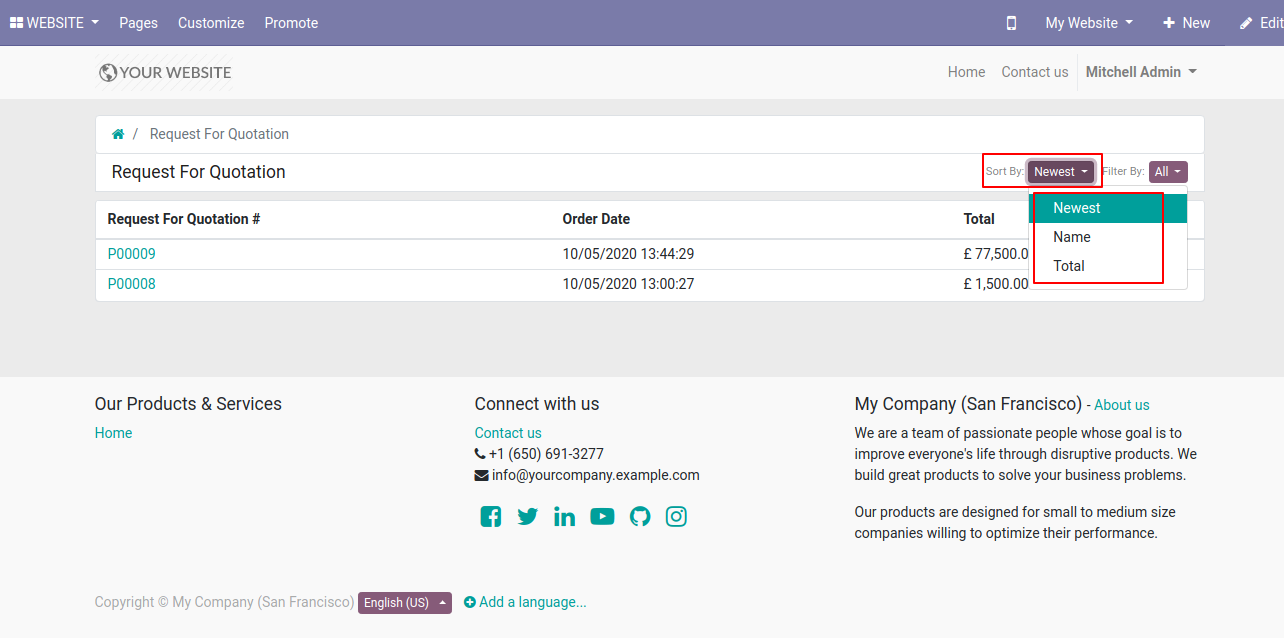 WEBSITE Pages Customize Promote My Website New Edit
YOUR WEBSITE Home Contact us Mitchell Admin
/ Request For Quotation
Request For Quotation Sort By: Newest Filter By: All
Newest
Name
Total
Request For Quotation # Order Date Total
P00009 10/05/2020 13:44:29 £ 77,500.0
P00008 10/05/2020 13:00:27 £ 1,500.00
Our Products & Services
Home
Connect with us
Contact us
+1 (650) 691-3277
info@yourcompany.example.com
My Company (San Francisco) - About us
We are a team of passionate people whose goal is to
improve everyone's life through disruptive products. We
build great products to solve your business problems.
Our products are designed for small to medium size
companies willing to optimize their performance.
Copyright © My Company (San Francisco) English (US) Add a language...